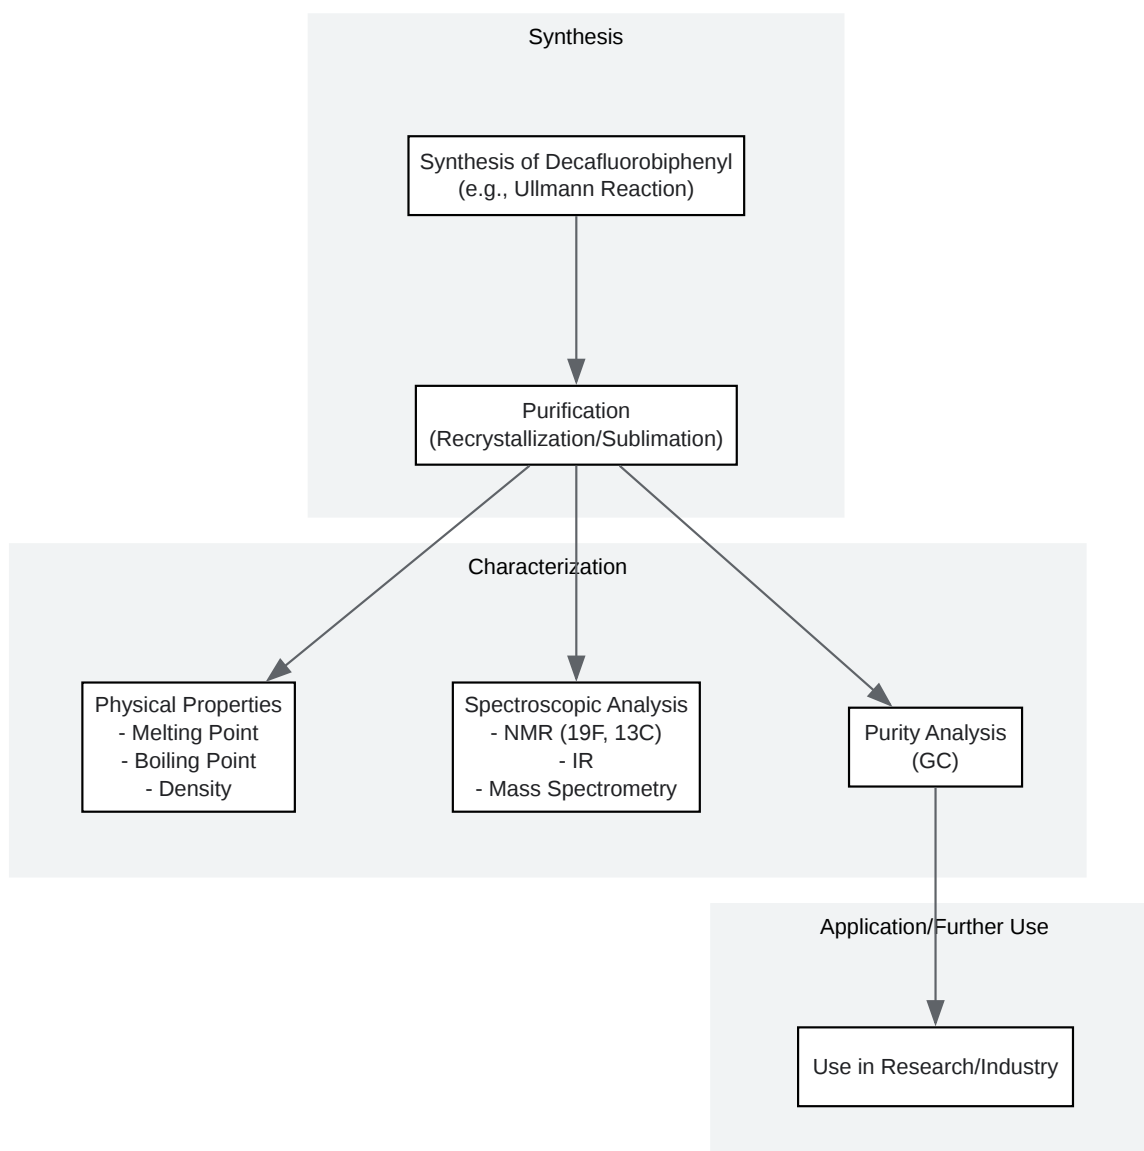 Synthesis
Synthesis of Decafluorobiphenyl
(e.g., Ullmann Reaction)
Purification
(Recrystallization/Sublimation)
Characterization
Physical Properties
- Melting Point
- Boiling Point
- Density
Spectroscopic Analysis
- NMR (19F, 13C)
- IR
- Mass Spectrometry
Purity Analysis
(GC)
Application/Further Use
Use in Research/Industry